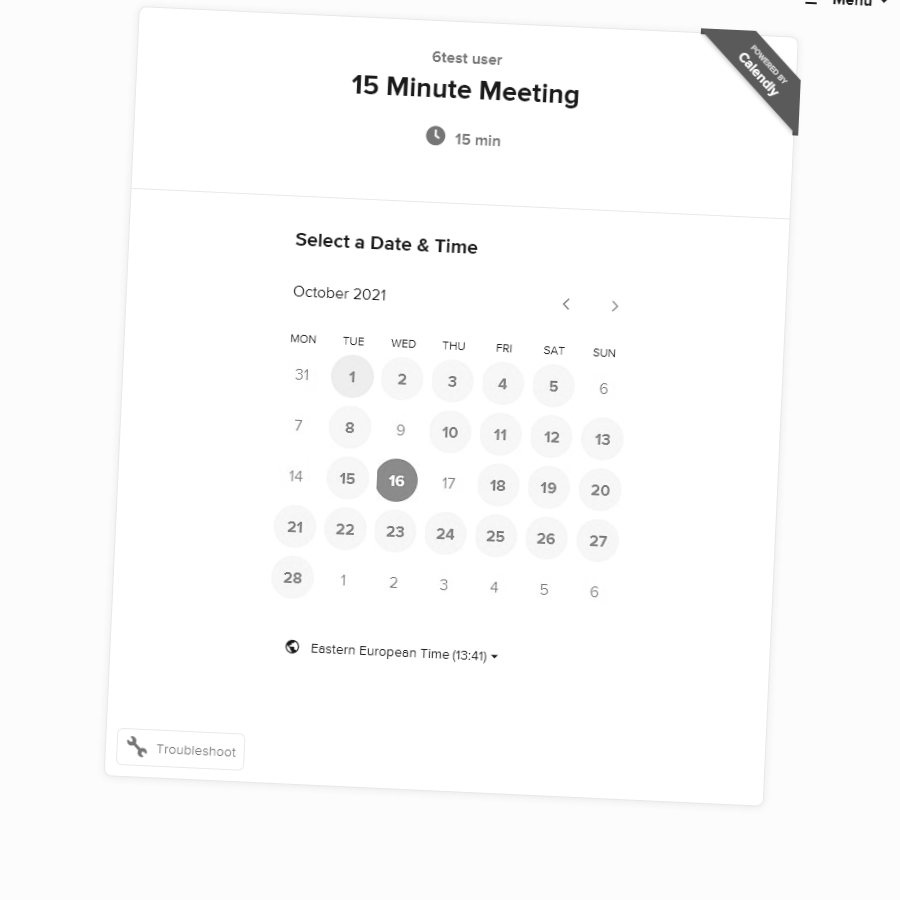 Menu
6test user
15 Minute Meeting
POWERED BY
Calendly
15 min
Select a Date & Time
October 2021
MON TUE WED THU FRI SAT SUN
31 1 2 3 4 5 6
7 8 9 10 11 12 13
14 15 16 17 18 19 20
21 22 23 24 25 26 27
28 1 2 3 4 5 6
Eastern European Time (13:41)
Troubleshoot